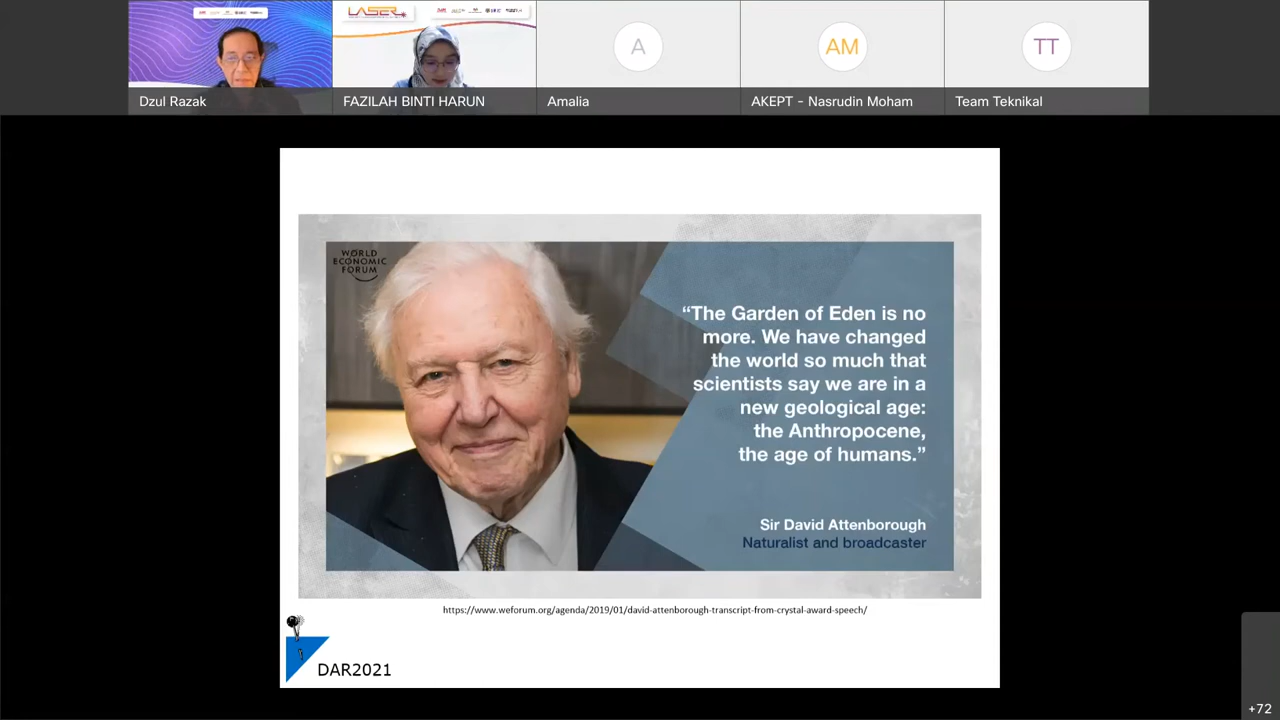 LASER
Dzul Razak
FAZILAH BINTI HARUN
A
Amalia
AM
AKEPT - Nasrudin Moham
TT
Team Teknikal
WORLD
ECONOMIC
FORUM
“The Garden of Eden is no
more. We have changed
the world so much that
scientists say we are in a
new geological age:
the Anthropocene,
the age of humans.”
Sir David Attenborough
Naturalist and broadcaster
https://www.weforum.org/agenda/2019/01/david-attenborough-transcript-from-crystal-award-speech/
DAR2021
+72